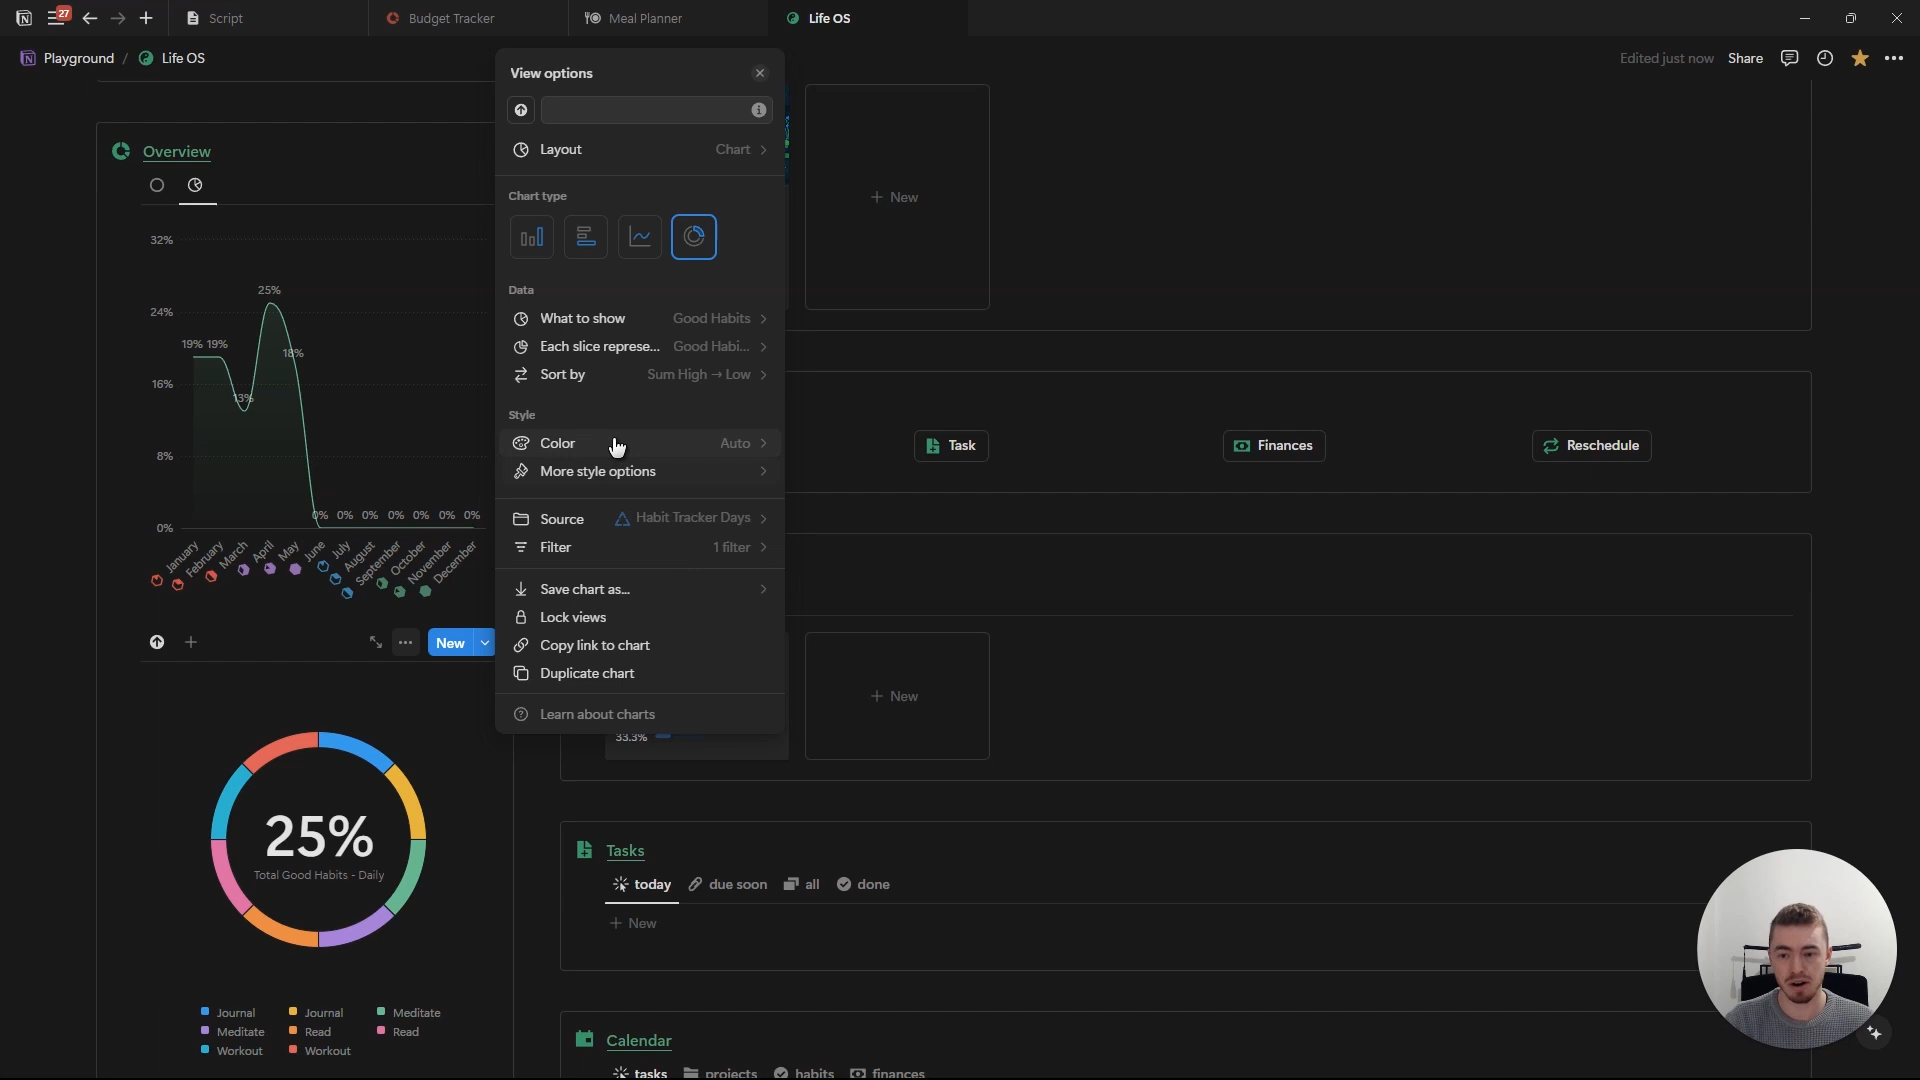 27
Script
Budget Tracker
Meal Planner
Life OS
Playground / Life OS
Edited just now
Share
Overview
32%
24%
16%
8%
0%
19% 19%
13%
25%
18%
0% 0% 0% 0% 0% 0% 0%
January
February
March
April
May
June
July
August
September
October
November
December
New
25%
Total Good Habits - Daily
Journal Journal Meditate
Meditate Read Read
Workout Workout
View options
Layout Chart
Chart type
Data
What to show Good Habits
Each slice represe... Good Habi...
Sort by Sum High → Low
Style
Color Auto
More style options
Source Habit Tracker Days
Filter 1 filter
Save chart as...
Lock views
Copy link to chart
Duplicate chart
Learn about charts
33.3%
+ New
Task
Finances
Reschedule
+ New
Tasks
today due soon all done
+ New
Calendar
tasks projects habits finances